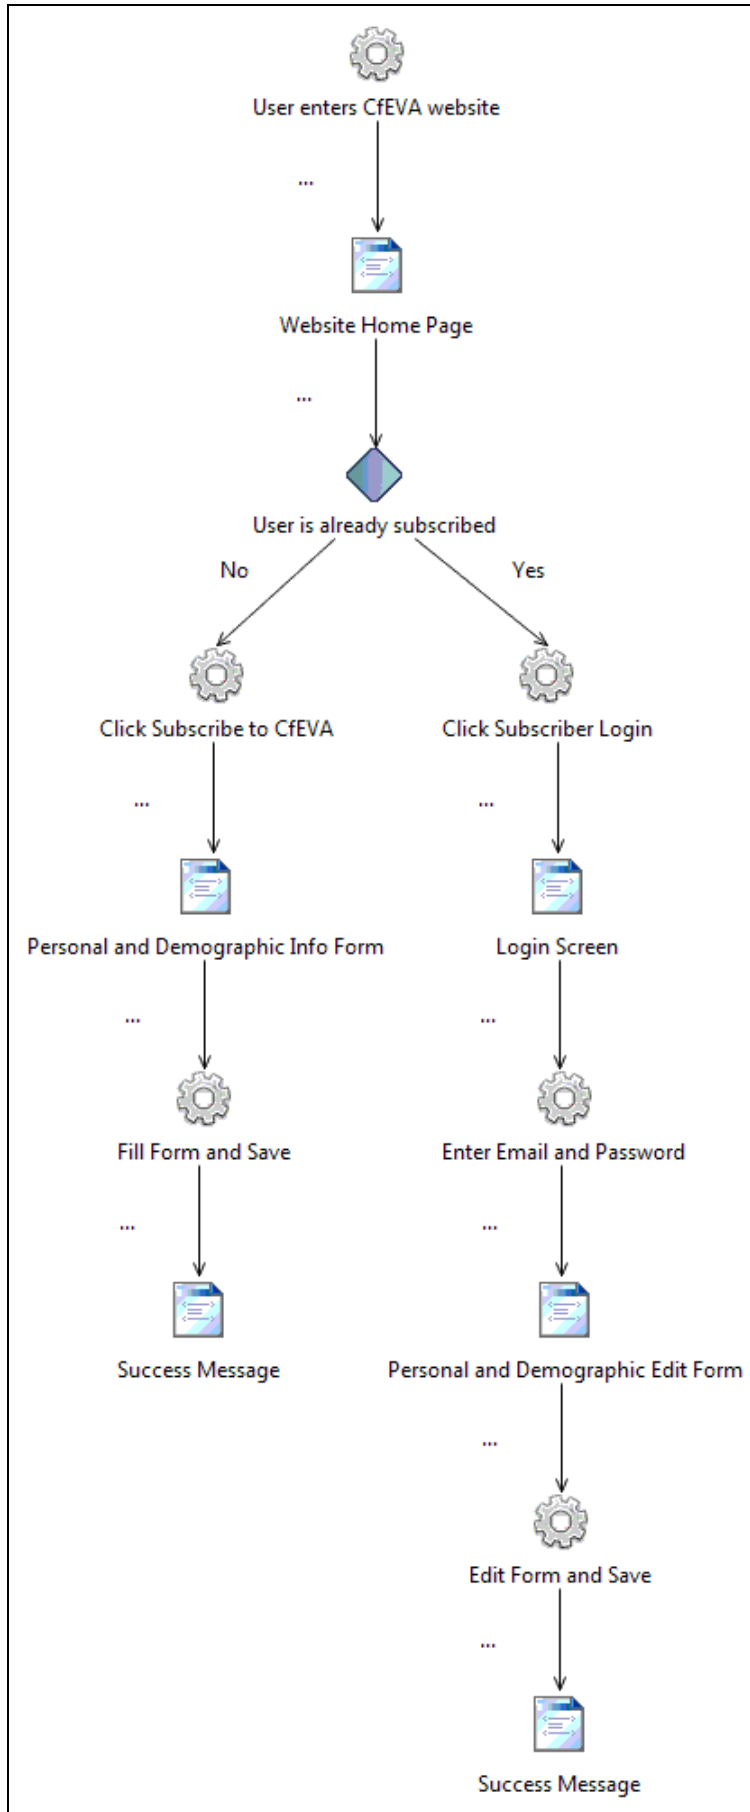 User enters CfEVA website
...
Website Home Page
...
User is already subscribed
No
Yes
Click Subscribe to CfEVA
Click Subscriber Login
...
...
Personal and Demographic Info Form
Login Screen
...
...
Fill Form and Save
Enter Email and Password
...
...
Success Message
Personal and Demographic Edit Form
...
Edit Form and Save
...
Success Message